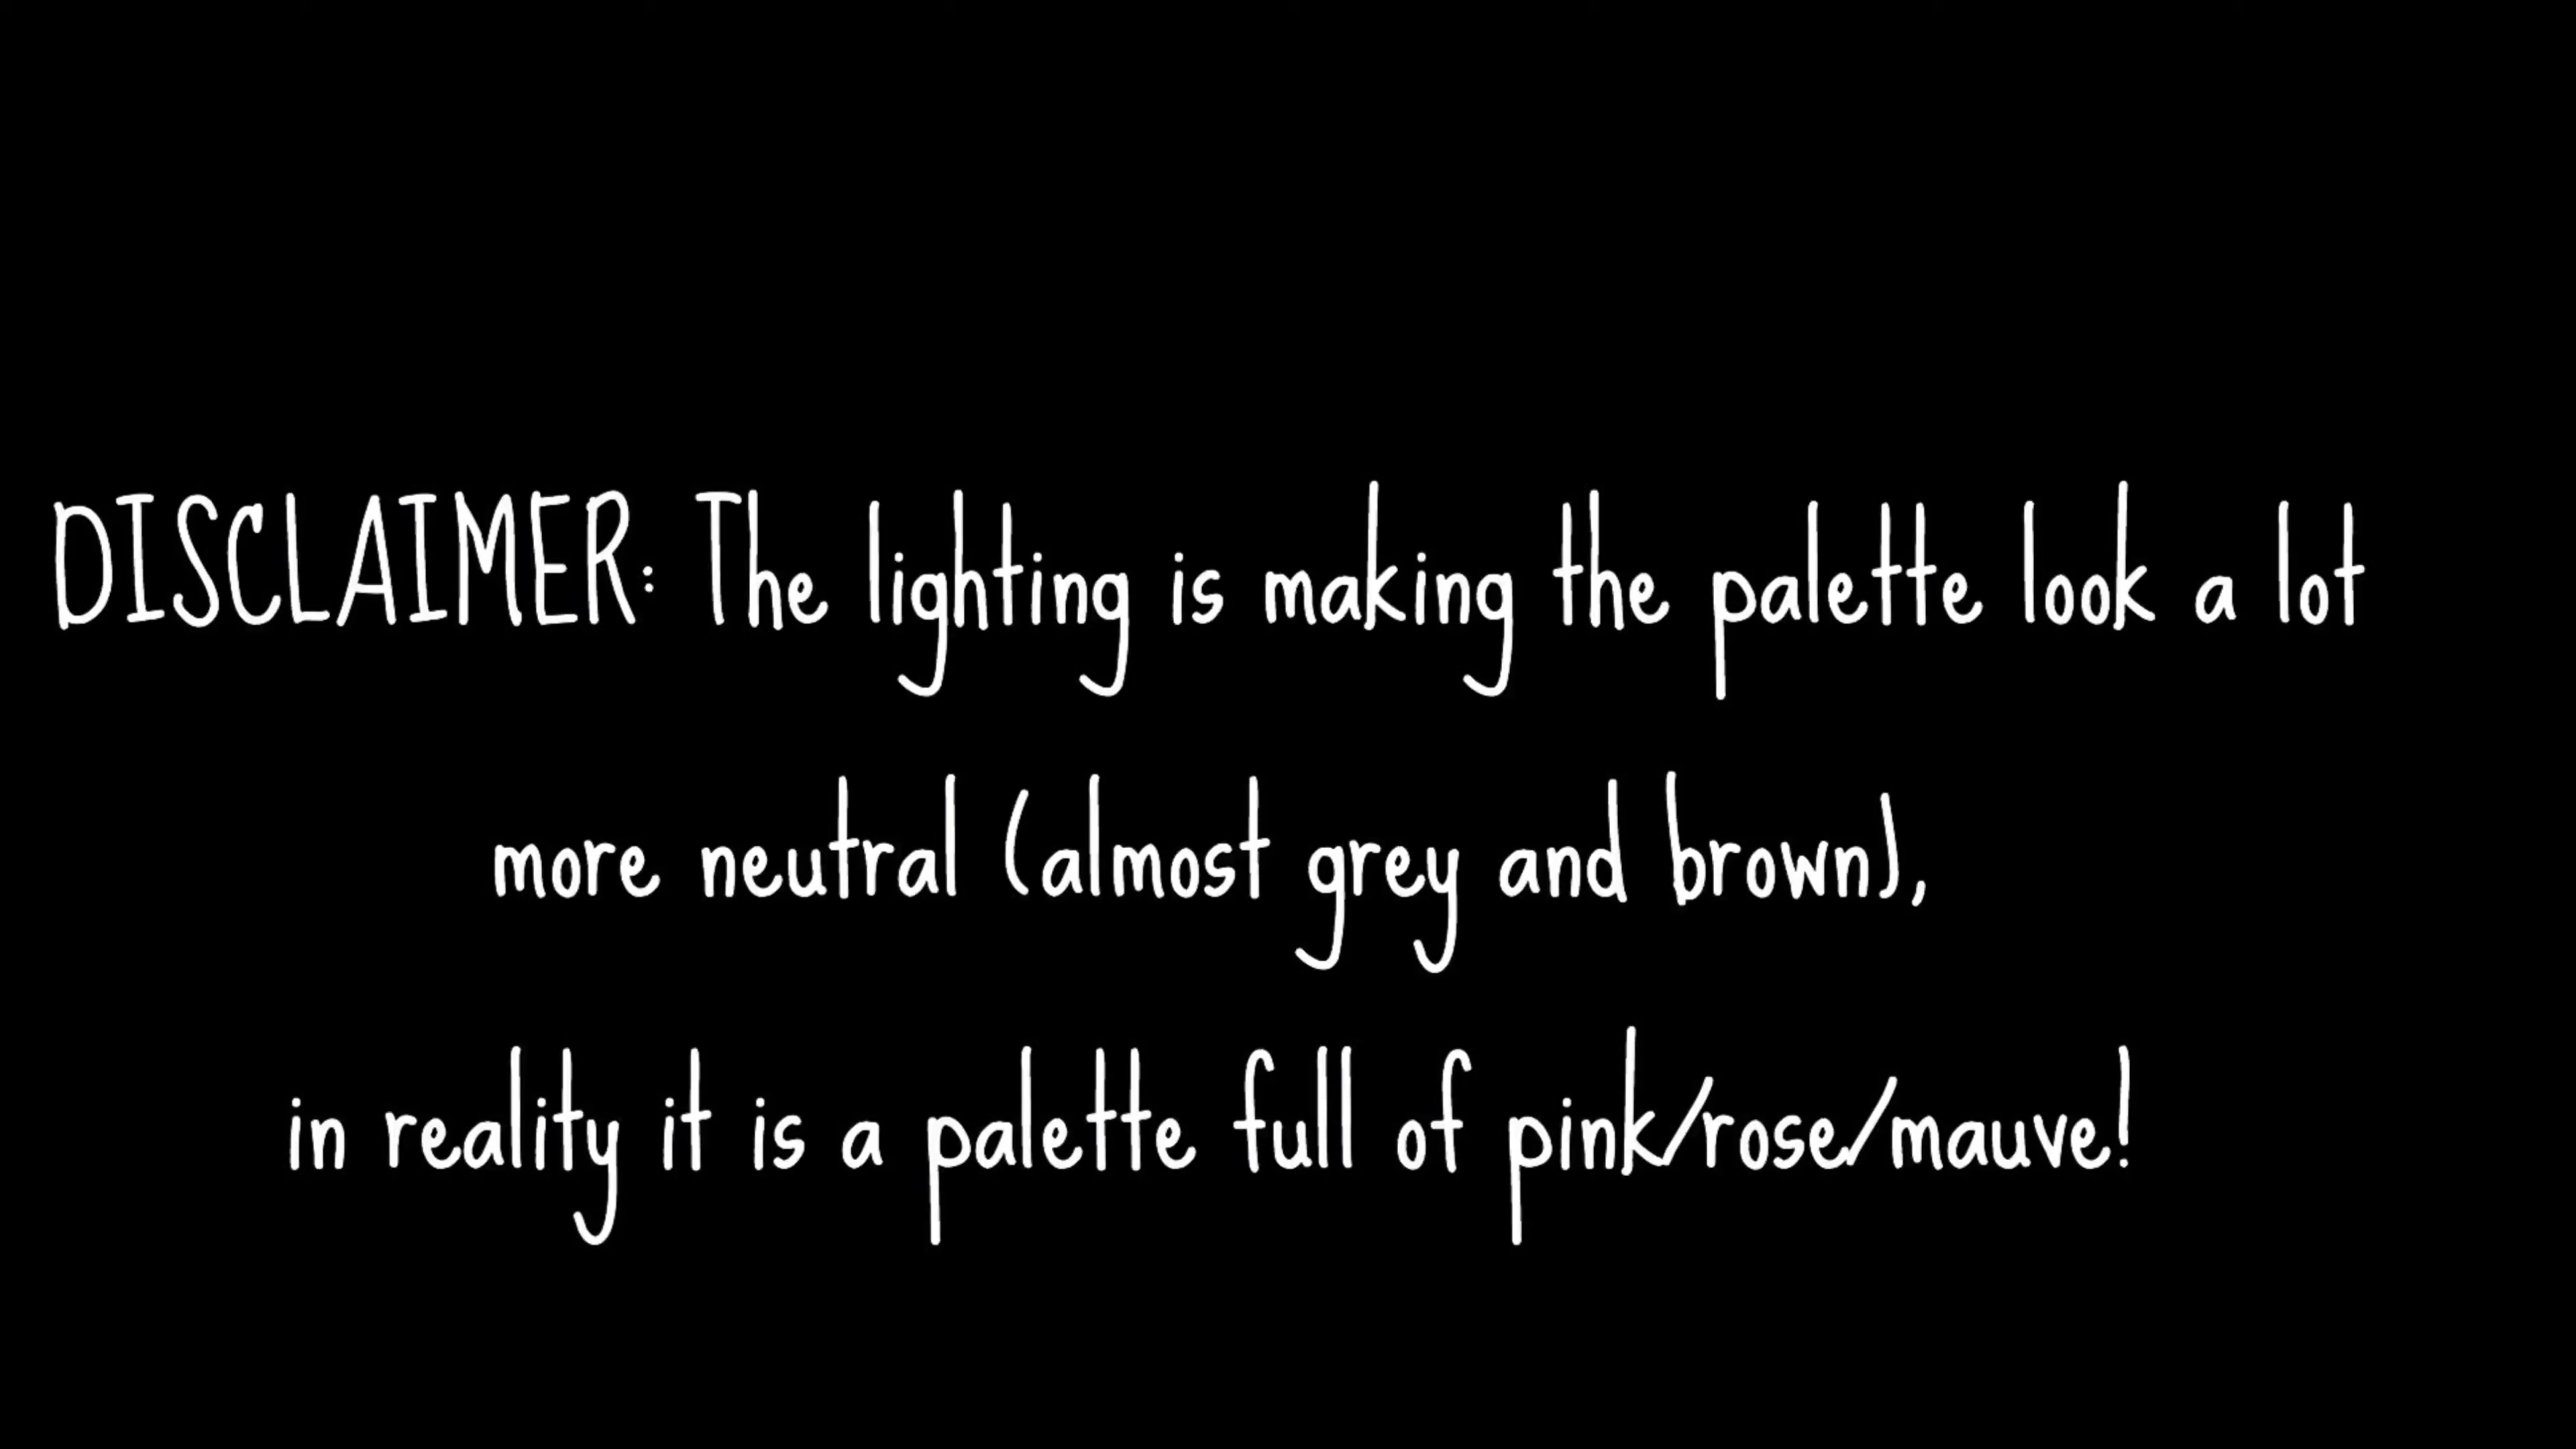 DISCLAIMER: The lighting is making the palette look a lot
more neutral (almost grey and brown),
in reality it is a palette full of pink/rose/mauve!